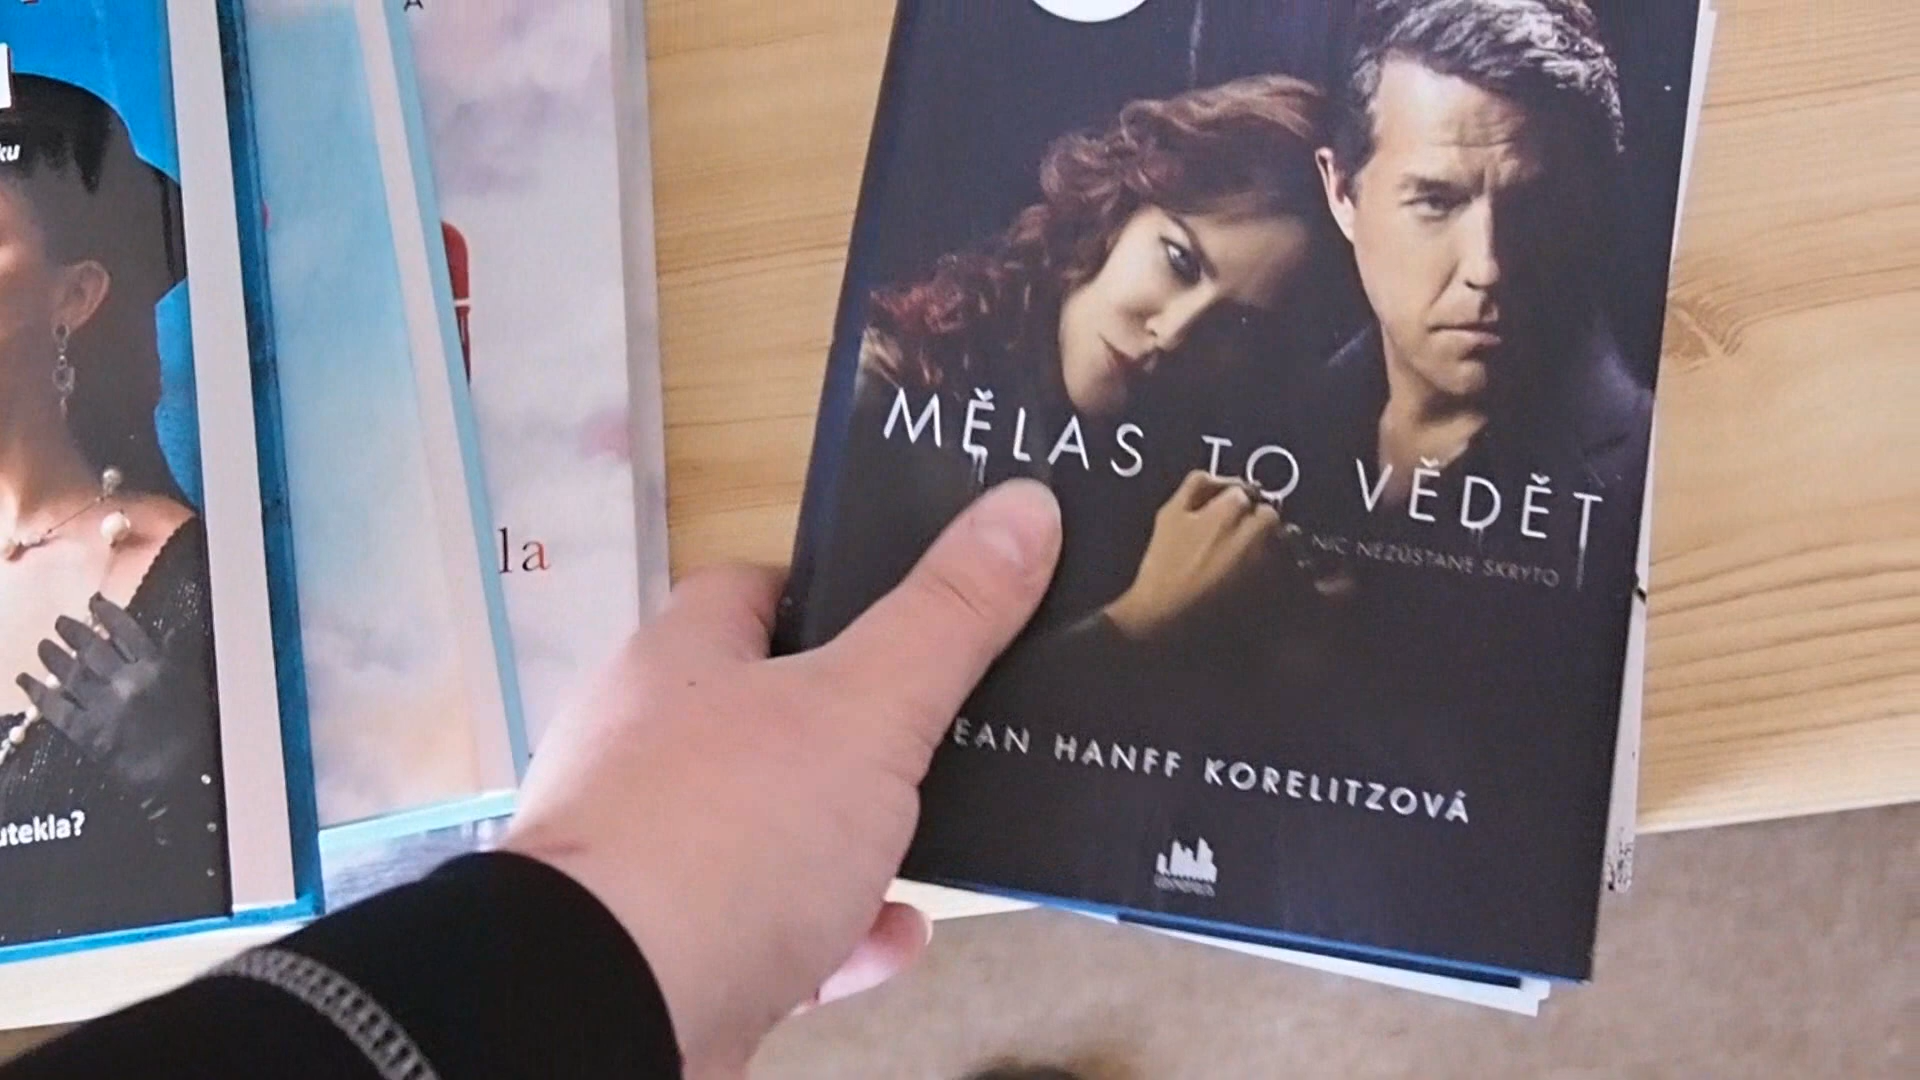 ku
utekla?
A
la
MĚLAS TO VĚDĚT
NIC NEZŮSTANE SKRYTO
EAN HANFF KORELITZOVÁ